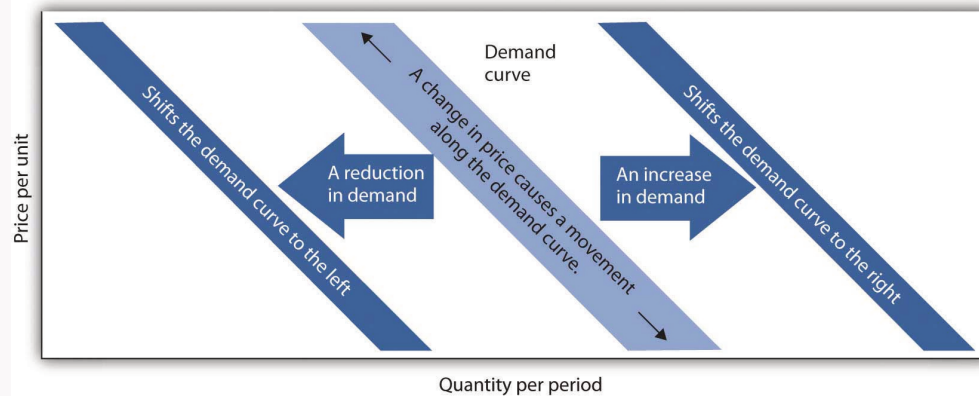 Demand
curve
Shifts the demand curve to the left
A reduction
in demand
A change in price causes a movement
along the demand curve.
An increase
in demand
Shifts the demand curve to the right
Price per unit
Quantity per period